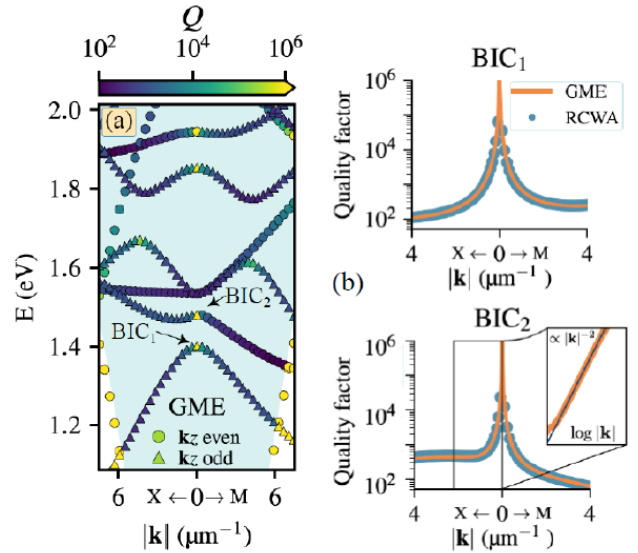 Q
10² 10⁴ 10⁶
(a)
2.0
1.8
1.6
1.4
1.2
E (eV)
BIC₂
BIC₁
GME
kz even
kz odd
6 X ← 0 → M 6
|k| (μm⁻¹)
BIC₁
10⁶
10⁴
10²
Quality factor
GME
RCWA
4 X ← 0 → M 4
|k| (μm⁻¹)
(b)
BIC₂
10⁶
10⁴
10²
Quality factor
∝ |k|⁻²
log |k|
4 X ← 0 → M 4
|k| (μm⁻¹)